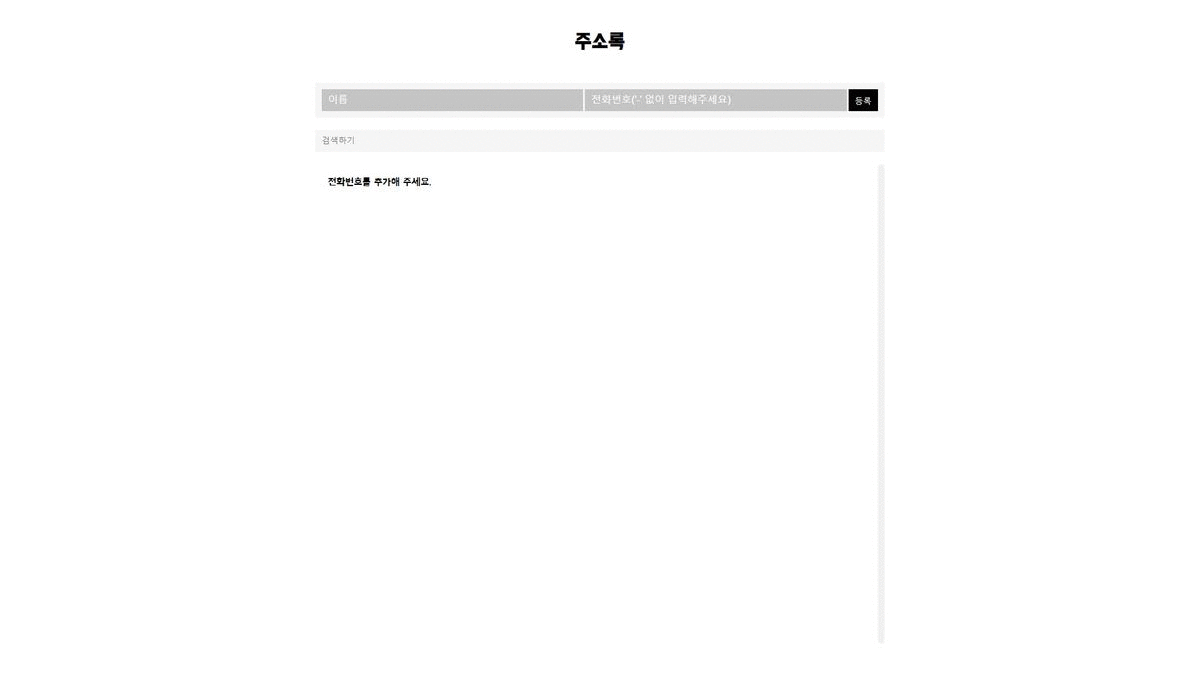 주소록
이름
전화번호('-' 없이 입력해주세요)
등록
검색하기
전화번호를 추가해 주세요.